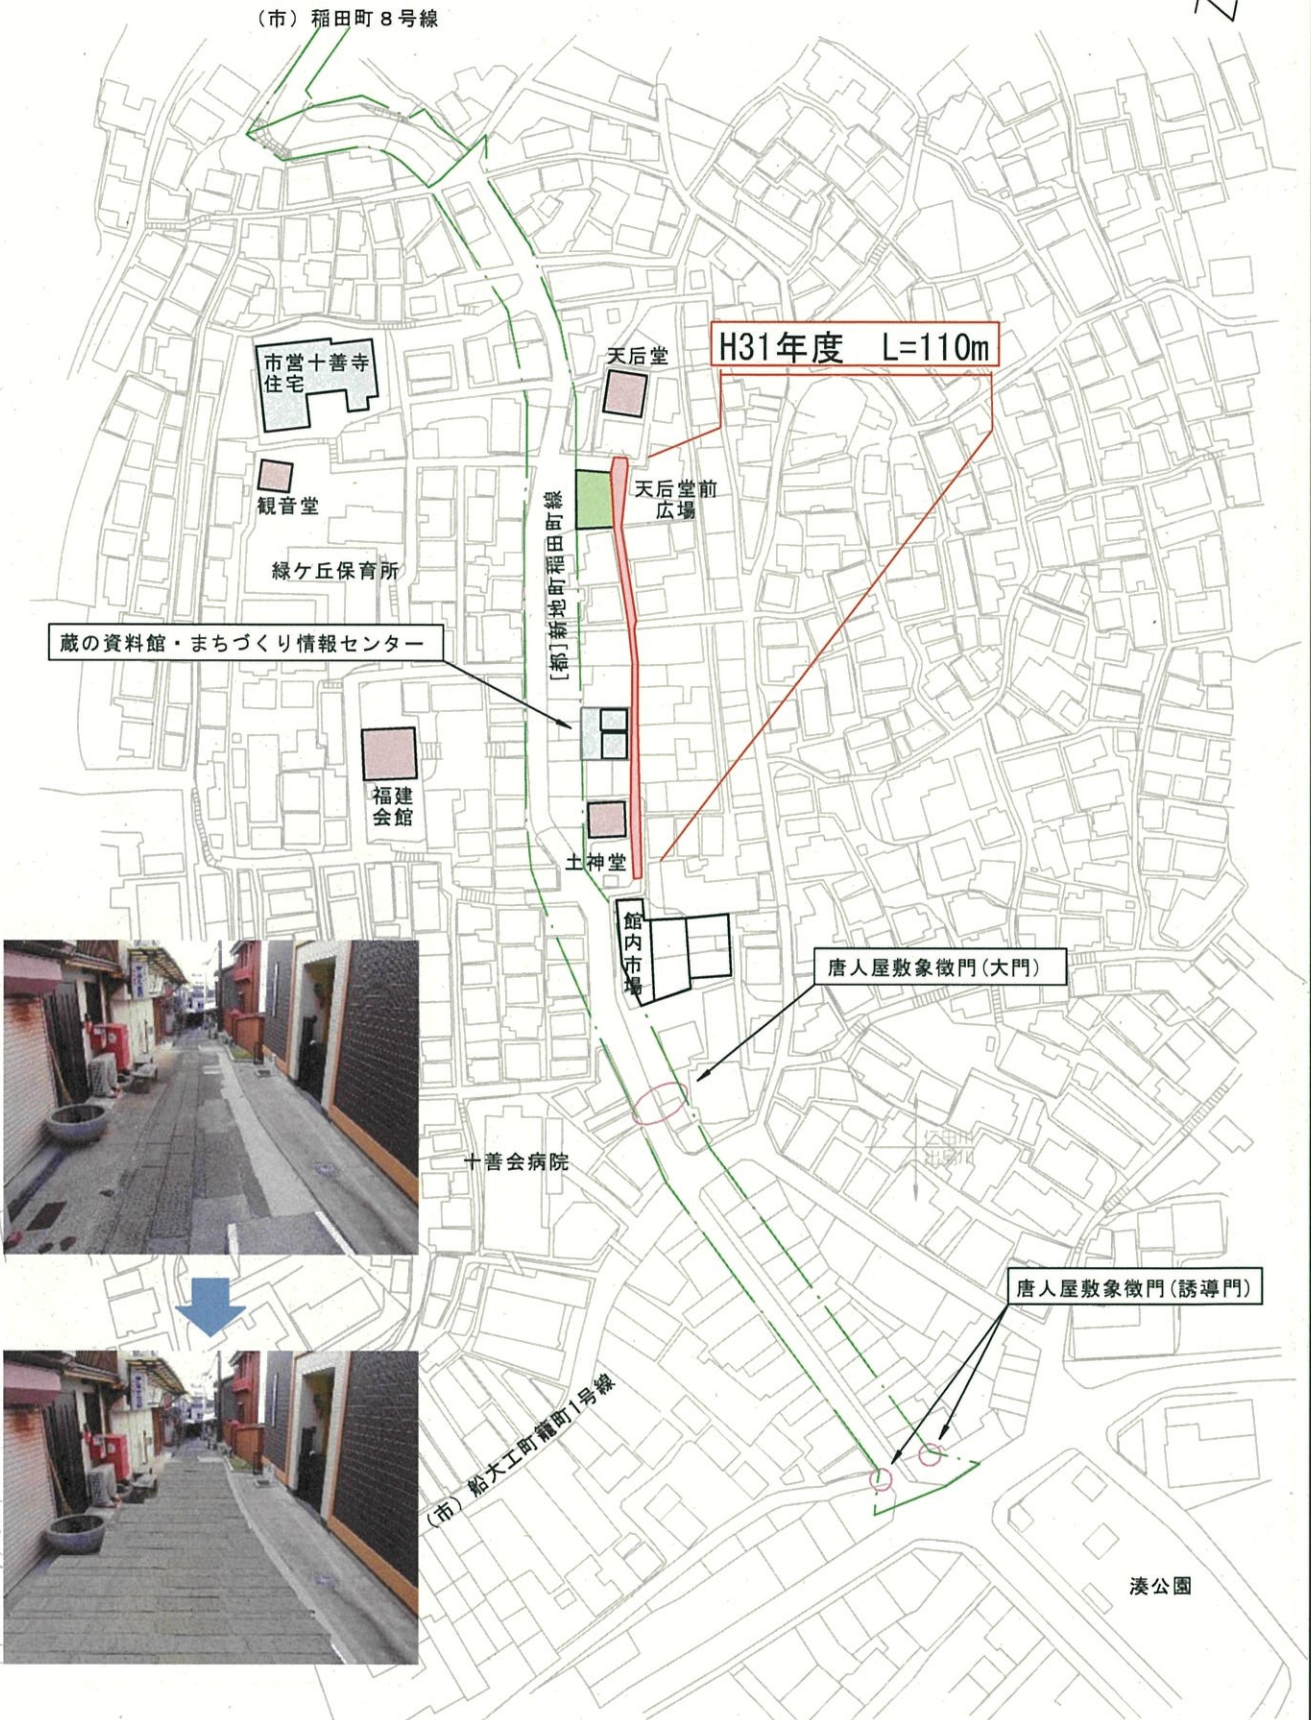 (市)稲田町8号線
H31年度 L=110m
天后堂
市営十善寺
住宅
観音堂
天后堂前
広場
[都]新地町稲田町線
緑ケ丘保育所
蔵の資料館・まちづくり情報センター
福建
会館
土神堂
館内市場
唐人屋敷象徴門(大門)
十善会病院
唐人屋敷象徴門(誘導門)
(市)船大工町籠町1号線
湊公園